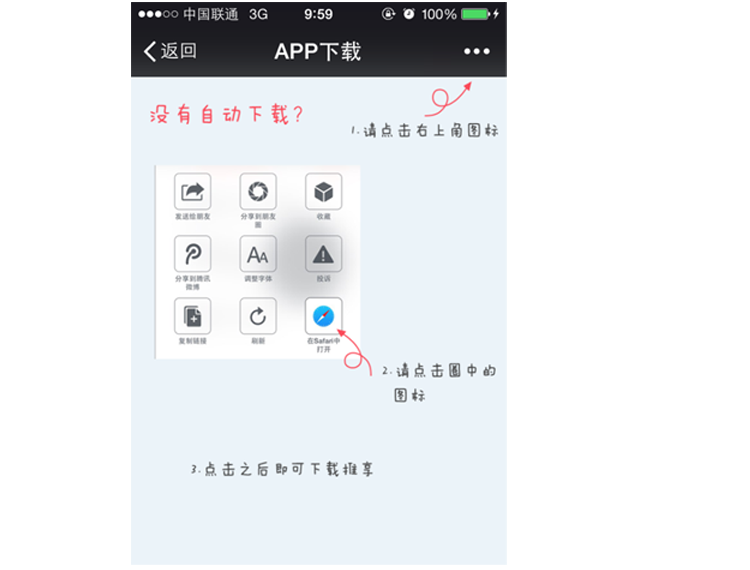 中国联通 3G 9:59 100%
返回 APP下载
没有自动下载?
1.请点击右上角图标
发送给朋友 分享到朋友圈 收藏
分享到腾讯微博 调整字体 投诉
复制链接 刷新 在Safari中打开
2.请点击圈中的
图标
3.点击之后即可下载推享